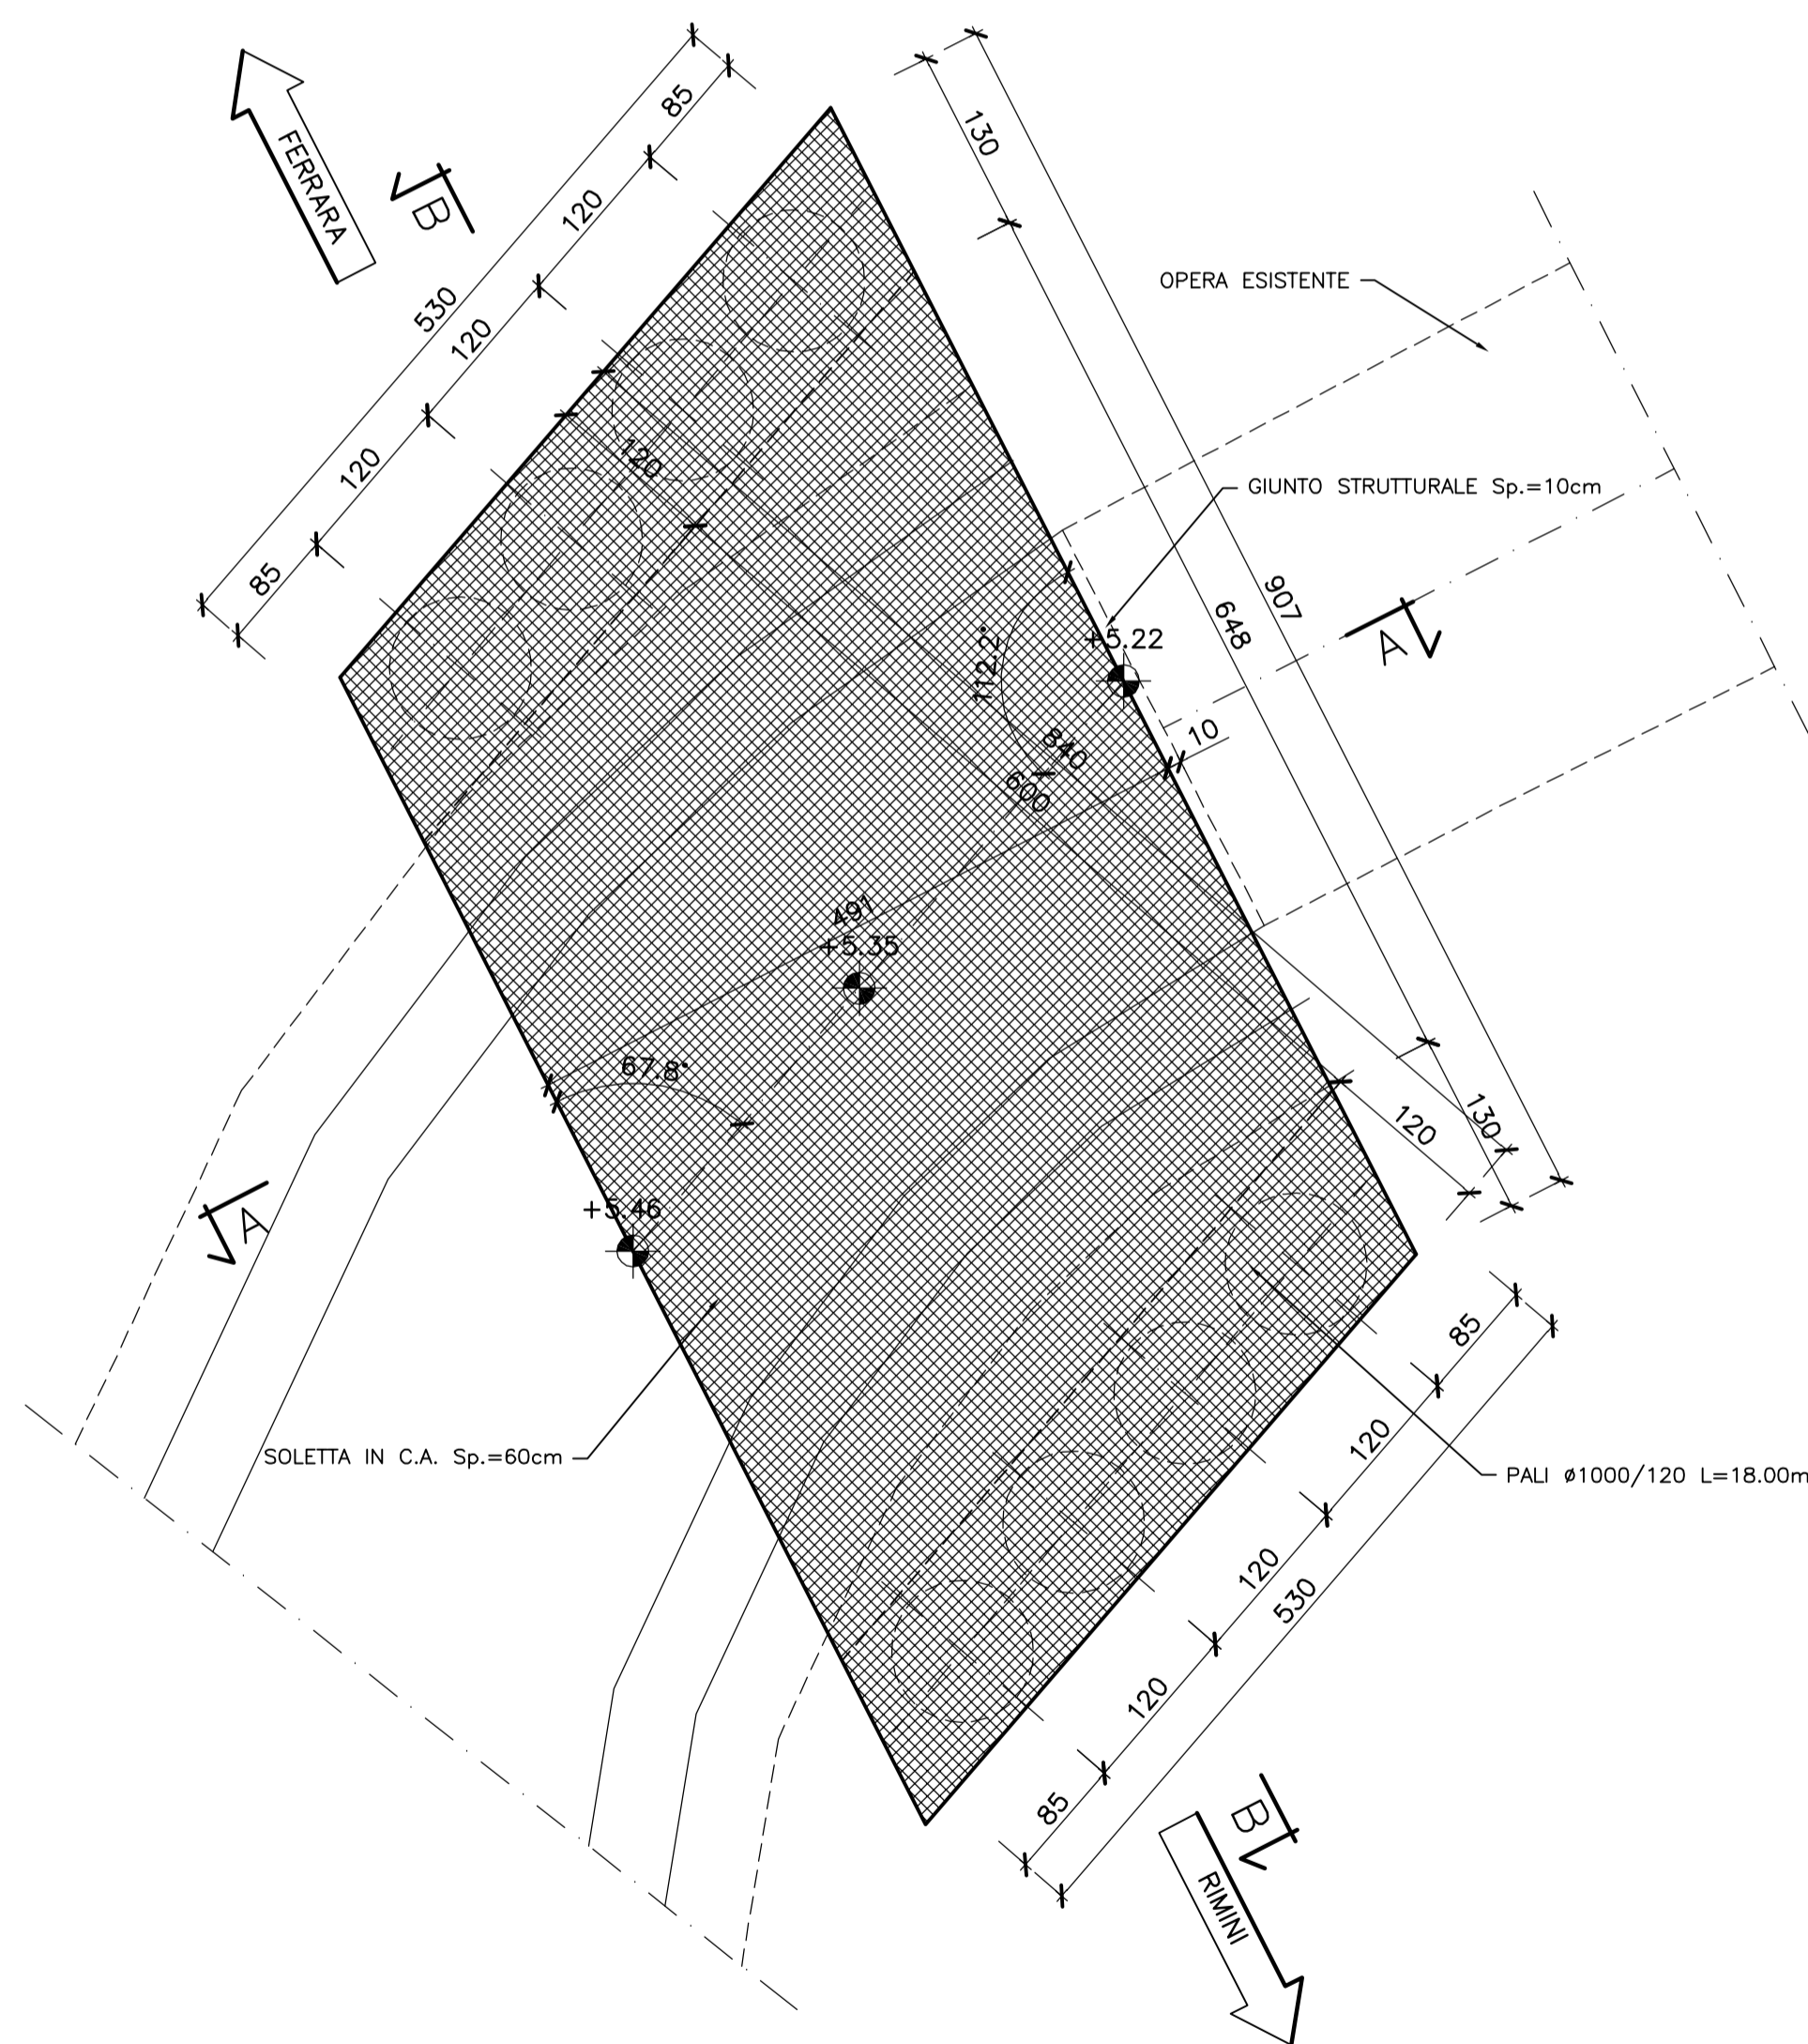 85
130
120
FERRARA
B
120
530
120
120
85
120
OPERA ESISTENTE
GIUNTO STRUTTURALE Sp.=10cm
907
648
+5.22
112.2°
A
10
840
600
491
+5.35
67.8°
120
130
+5.46
A
85
120
SOLETTA IN C.A. Sp.=60cm
PALI ø1000/120 L=18.00m
120
530
120
85
B
RIMINI